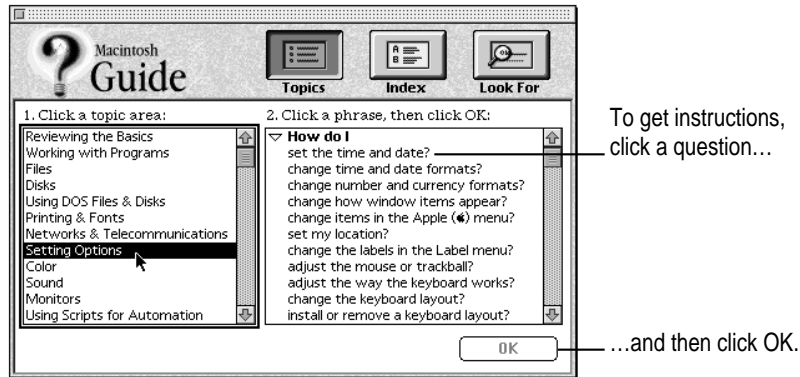 Macintosh
Guide
Topics
Index
Look For
1. Click a topic area:
Reviewing the Basics
Working with Programs
Files
Disks
Using DOS Files & Disks
Printing & Fonts
Networks & Telecommunications
Setting Options
Color
Sound
Monitors
Using Scripts for Automation
2. Click a phrase, then click OK:
How do I
set the time and date?
change time and date formats?
change number and currency formats?
change how window items appear?
change items in the Apple () menu?
set my location?
change the labels in the Label menu?
adjust the mouse or trackball?
adjust the way the keyboard works?
change the keyboard layout?
install or remove a keyboard layout?
OK
To get instructions,
click a question…
…and then click OK.